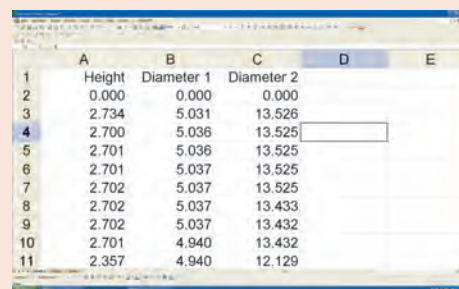 A B C D E
1 Height Diameter 1 Diameter 2
2 0.000 0.000 0.000
3 2.734 5.031 13.526
4 2.700 5.036 13.525
5 2.701 5.036 13.525
6 2.701 5.037 13.525
7 2.702 5.037 13.525
8 2.702 5.037 13.433
9 2.702 5.037 13.432
10 2.701 4.940 13.432
11 2.357 4.940 12.129